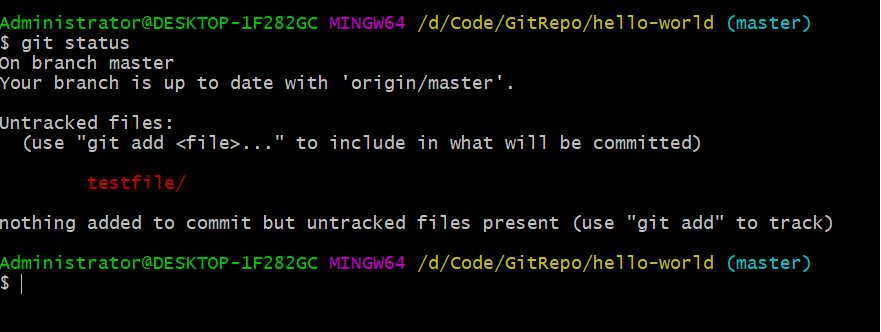 Administrator@DESKTOP-1F282GC MINGW64 /d/Code/GitRepo/hello-world (master)
$ git status
On branch master
Your branch is up to date with 'origin/master'.
Untracked files:
(use "git add <file>..." to include in what will be committed)
testfile/
nothing added to commit but untracked files present (use "git add" to track)
Administrator@DESKTOP-1F282GC MINGW64 /d/Code/GitRepo/hello-world (master)
$